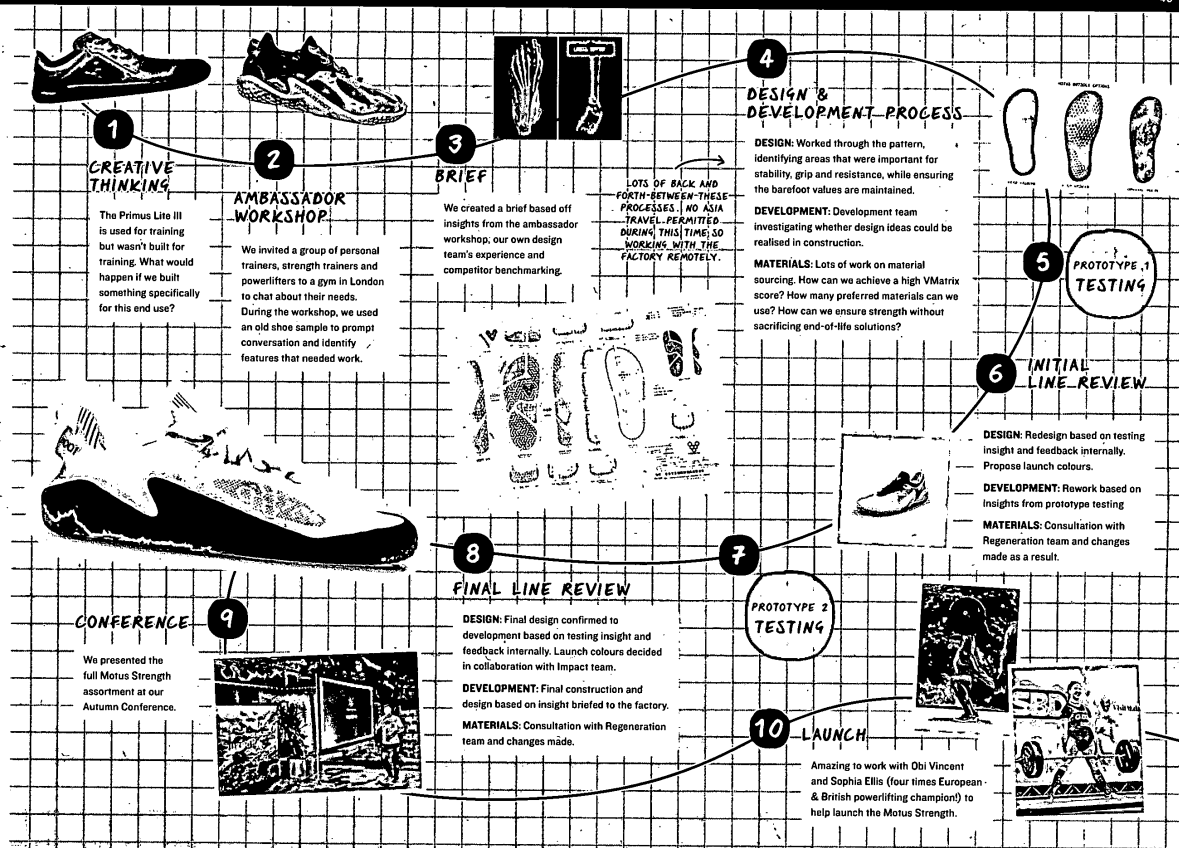 1
CREATIVE
THINKING
The Primus Lite III
is used for training
but wasn't built for
training. What would
happen if we built
something specifically
for this end use?
2
AMBASSADOR
WORKSHOP
We invited a group of personal
trainers, strength trainers and
powerlifters to a gym in London
to chat about their needs.
During the workshop, we used
an old shoe sample to prompt
conversation and identify
features that needed work.
3
BRIEF
We created a brief based off
insights from the ambassador
workshop, our own design
team's experience and
competitor benchmarking.
LOTS OF BACK AND
FORTH BETWEEN THESE
PROCESSES. NO ASIA
TRAVEL PERMITTED
DURING THIS TIME, SO
WORKING WITH THE
FACTORY REMOTELY.
4
DESIGN &
DEVELOPMENT PROCESS
DESIGN: Worked through the pattern,
identifying areas that were important for
stability, grip and resistance, while ensuring
the barefoot values are maintained.
DEVELOPMENT: Development team
investigating whether design ideas could be
realised in construction.
MATERIALS: Lots of work on material
sourcing. How can we achieve a high VMatrix
score? How many preferred materials can we
use? How can we ensure strength without
sacrificing end-of-life solutions?
5
PROTOTYPE 1
TESTING
6
INITIAL
LINE REVIEW
DESIGN: Redesign based on testing
insight and feedback internally.
Propose launch colours.
DEVELOPMENT: Rework based on
Insights from prototype testing
MATERIALS: Consultation with
Regeneration team and changes
made as a result.
7
PROTOTYPE 2
TESTING
8
FINAL LINE REVIEW
DESIGN: Final design confirmed to
development based on testing insight and
feedback internally. Launch colours decided
in collaboration with Impact team.
DEVELOPMENT: Final construction and
design based on insight briefed to the factory.
MATERIALS: Consultation with Regeneration
team and changes made.
9
CONFERENCE
We presented the
full Motus Strength
assortment at our
Autumn Conference.
10
LAUNCH
Amazing to work with Obi Vincent
and Sophia Ellis (four times European
& British powerlifting champion!) to
help launch the Motus Strength.
SBD